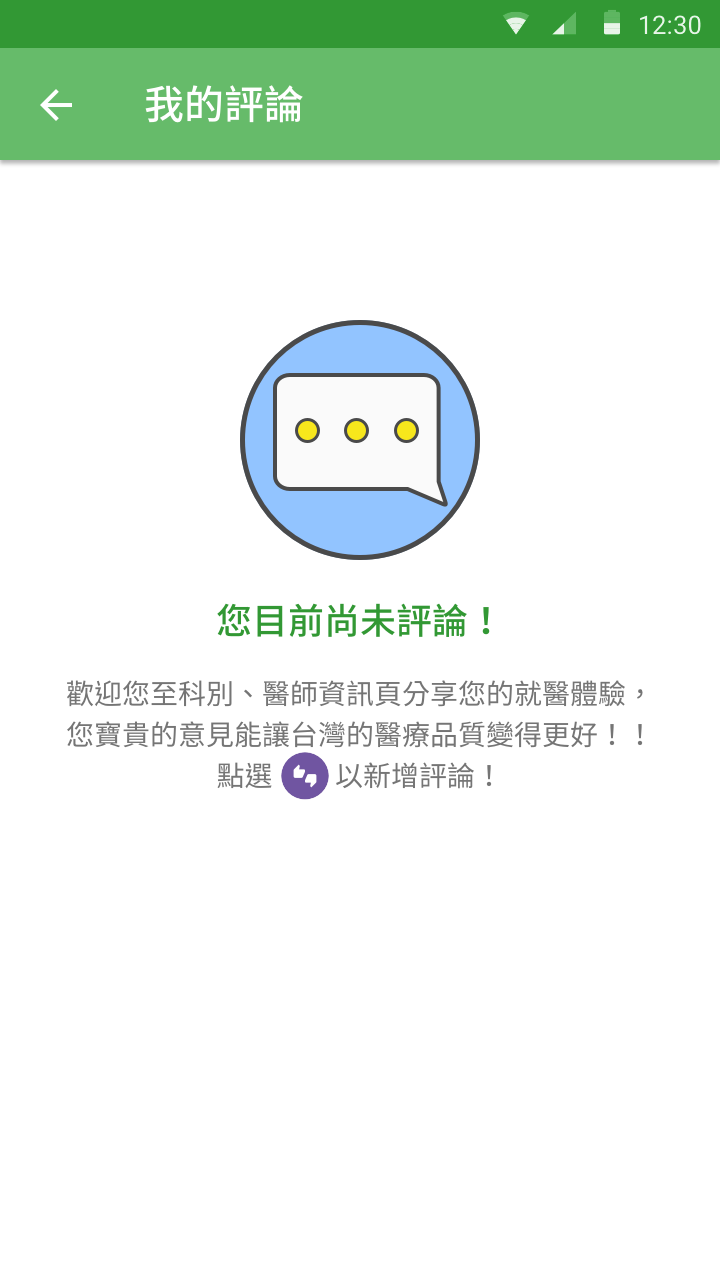 12:30
我的評論
您目前尚未評論！
歡迎您至科別、醫師資訊頁分享您的就醫體驗，
您寶貴的意見能讓台灣的醫療品質變得更好！！
點選 以新增評論！